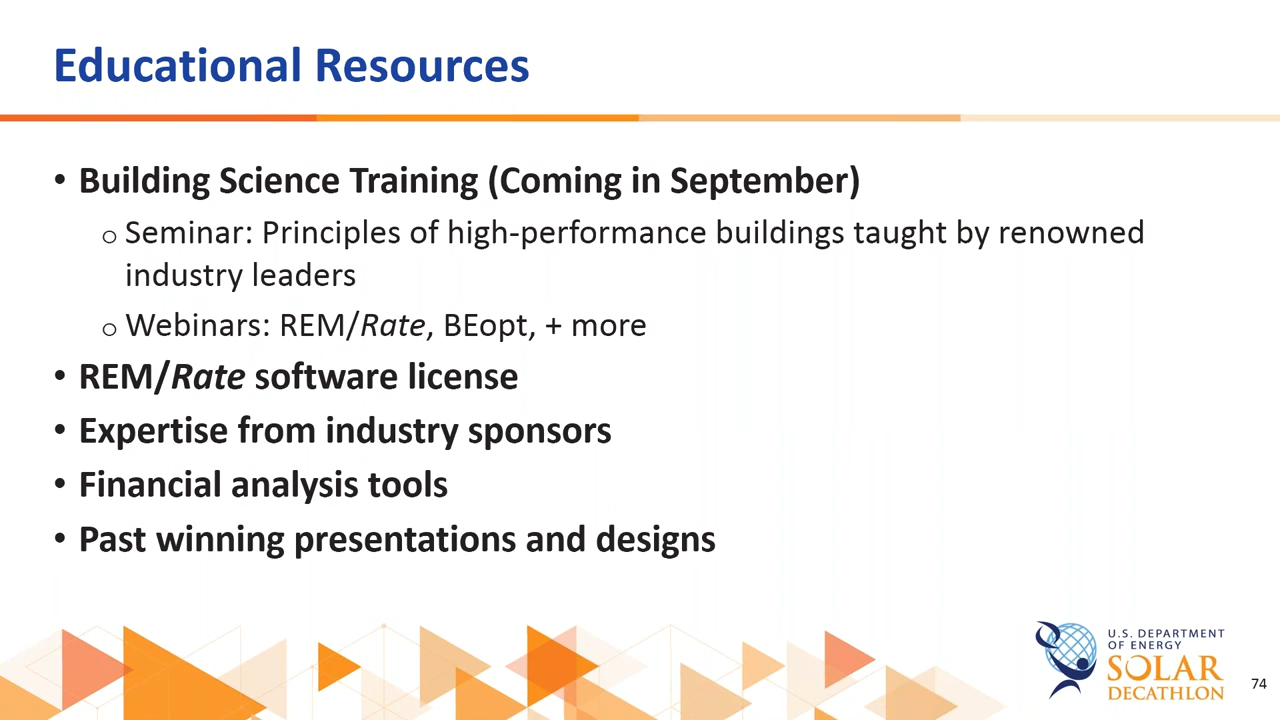 Educational Resources
• Building Science Training (Coming in September)
o Seminar: Principles of high-performance buildings taught by renowned
industry leaders
o Webinars: REM/Rate, BEopt, + more
• REM/Rate software license
• Expertise from industry sponsors
• Financial analysis tools
• Past winning presentations and designs
U.S. DEPARTMENT
OF ENERGY
SOLAR
DECATHLON
74